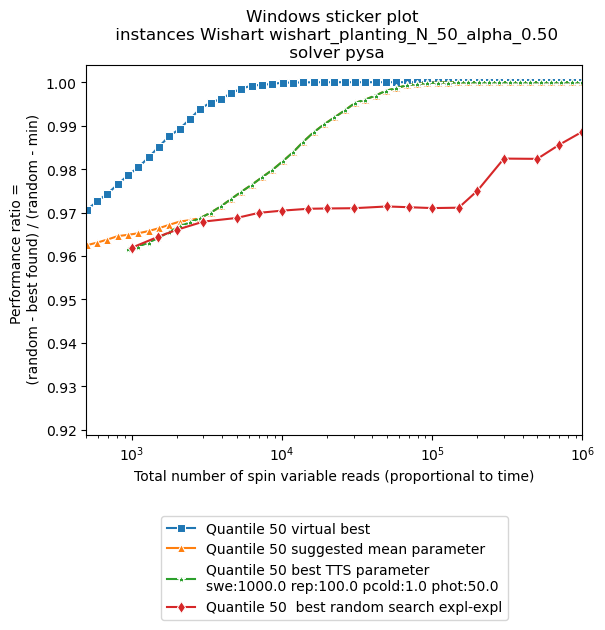 Windows sticker plot
instances Wishart wishart_planting_N_50_alpha_0.50
solver pysa
Performance ratio =
(random - best found) / (random - min)
1.00
0.99
0.98
0.97
0.96
0.95
0.94
0.93
0.92
10³
10⁴
10⁵
10⁶
Total number of spin variable reads (proportional to time)
Quantile 50 virtual best
Quantile 50 suggested mean parameter
Quantile 50 best TTS parameter
swe:1000.0 rep:100.0 pcold:1.0 phot:50.0
Quantile 50  best random search expl-expl